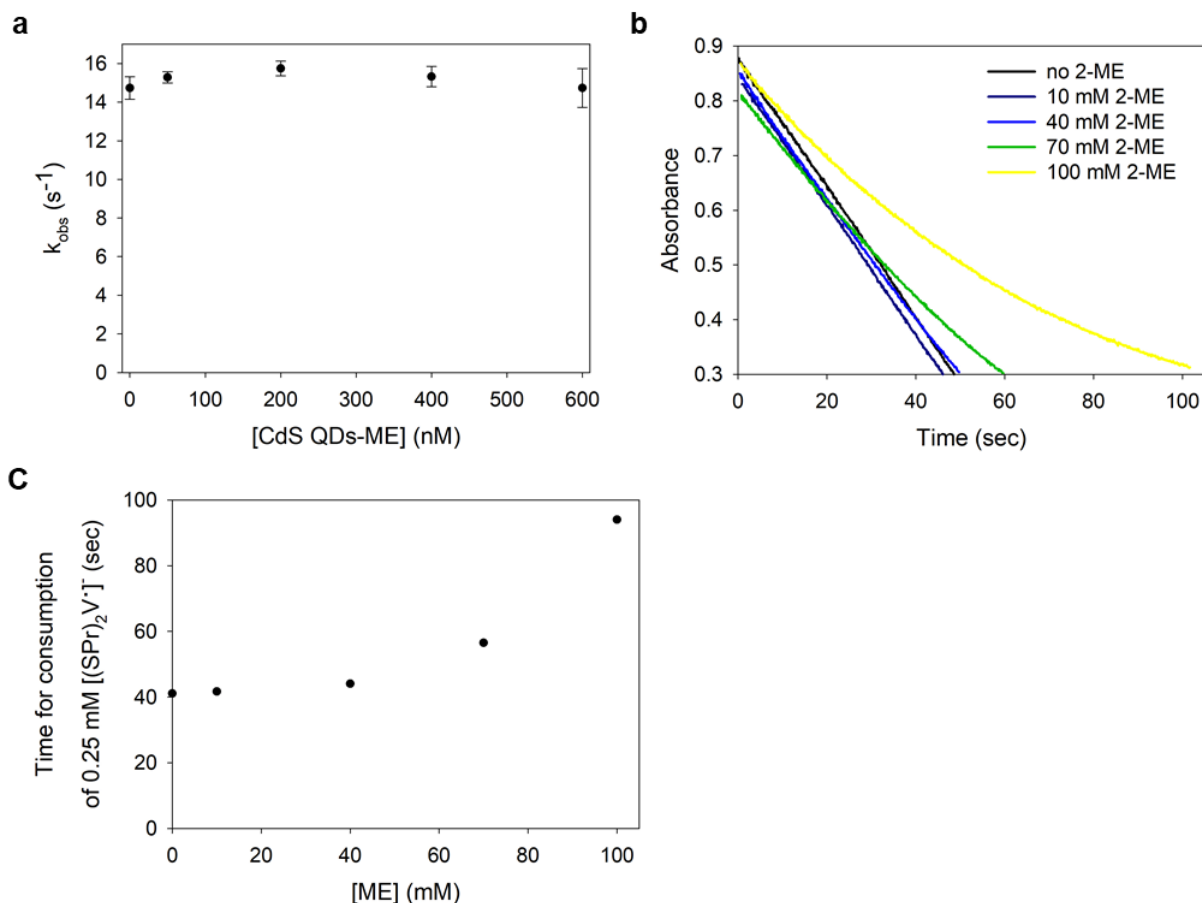 a
16
14
12
10
8
6
4
2
0
k_obs (s⁻¹)
0 100 200 300 400 500 600
[CdS QDs-ME] (nM)
b
0.9
0.8
0.7
0.6
0.5
0.4
0.3
Absorbance
no 2-ME
10 mM 2-ME
40 mM 2-ME
70 mM 2-ME
100 mM 2-ME
0 20 40 60 80 100
Time (sec)
C
100
80
60
40
20
0
Time for consumption
of 0.25 mM [(SPr)₂V·]⁻ (sec)
0 20 40 60 80 100
[ME] (mM)